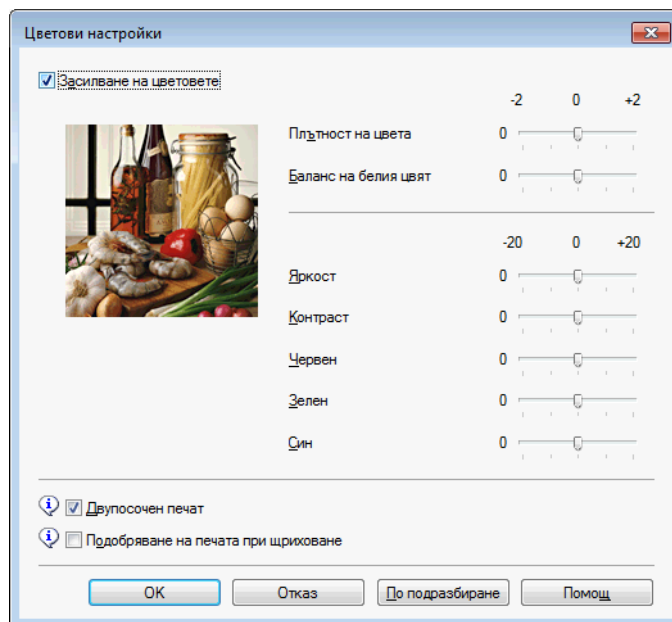 Цветови настройки
Засилване на цветовете
-2 0 +2
Плътност на цвета 0
Баланс на белия цвят 0
-20 0 +20
Яркост 0
Контраст 0
Червен 0
Зелен 0
Син 0
Двупосочен печат
Подобряване на печата при щриховане
OK Отказ По подразбиране Помощ